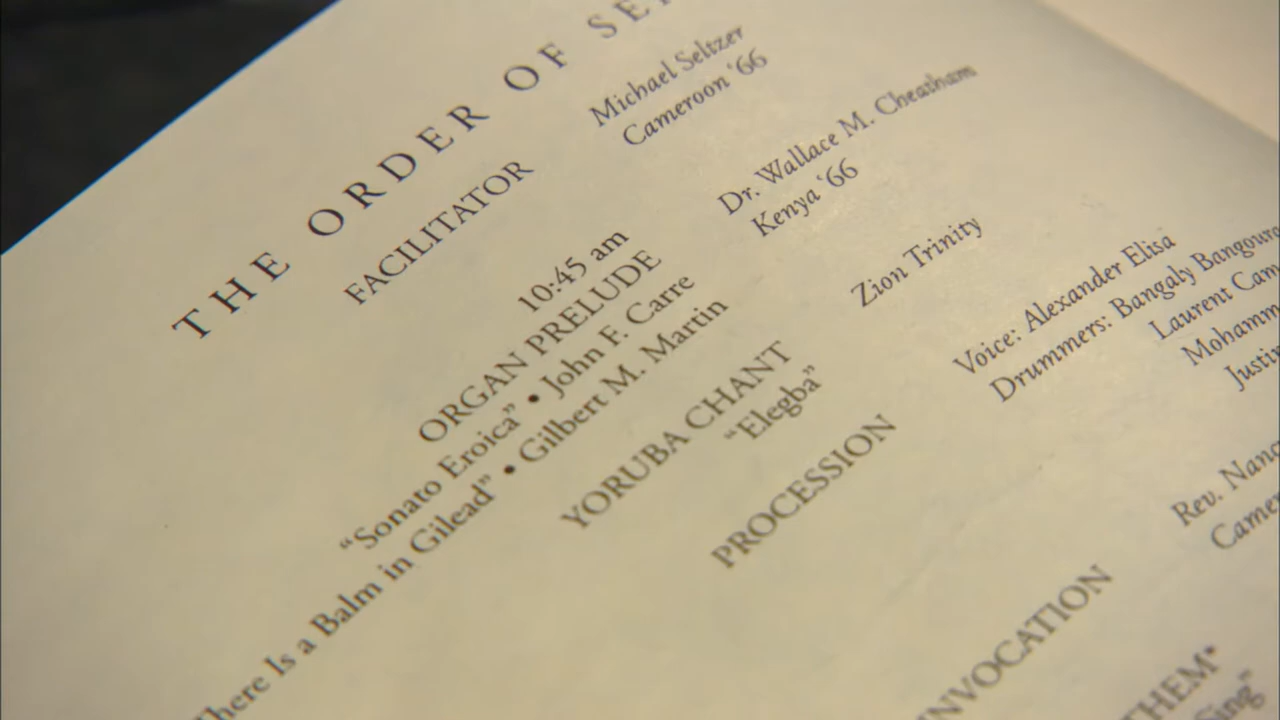 THE ORDER OF
FACILITATOR
Michael Seltzer
Cameroon ‘66
10:45 am
ORGAN PRELUDE
“Sonato Eroica” • John F. Carre
There Is a Balm in Gilead” • Gilbert M. Martin
Dr. Wallace M. Cheatham
Kenya ‘66
YORUBA CHANT
“Elegba”
Zion Trinity
PROCESSION
Voice: Alexander Elisa
Drummers: Bangaly
Laurent
INVOCATION
Rev.